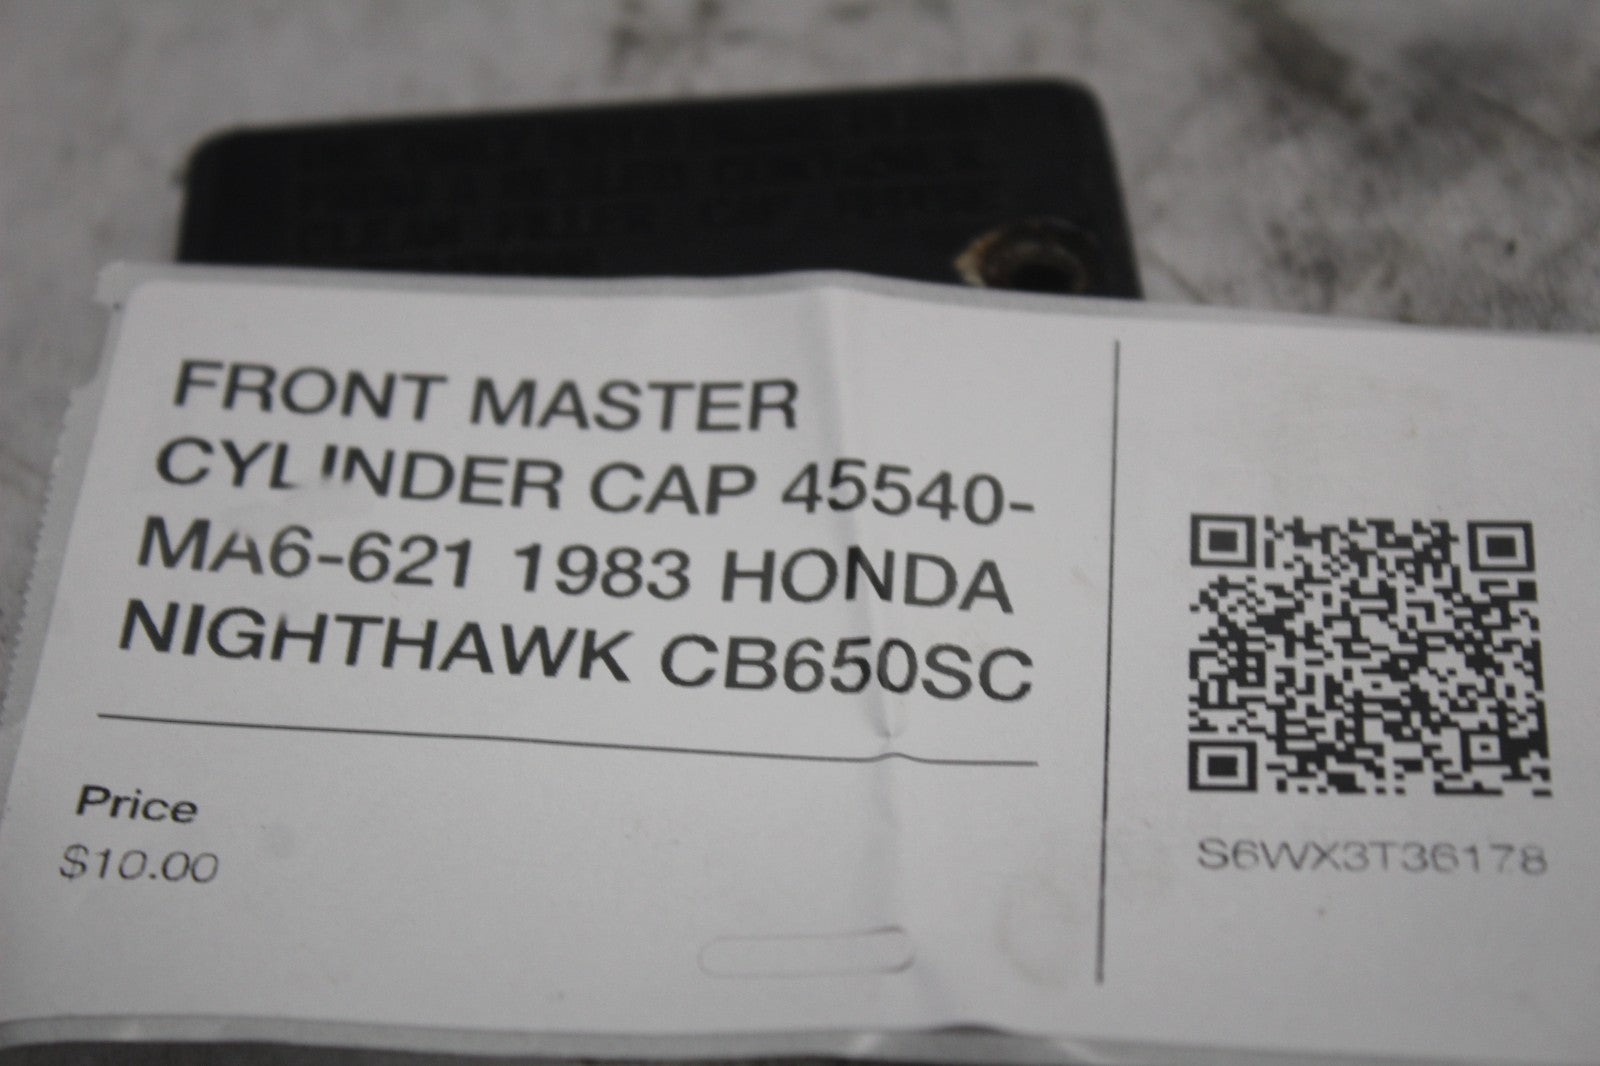 FRONT MASTER
CYLINDER CAP 45540-
MA6-621 1983 HONDA
NIGHTHAWK CB650SC
Price
$10.00
S6WX3T36178